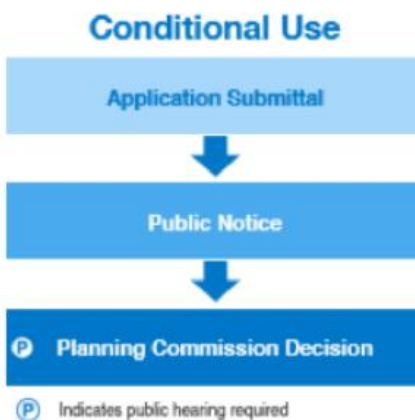 Conditional Use
Application Submittal
Public Notice
P Planning Commission Decision
P Indicates public hearing required